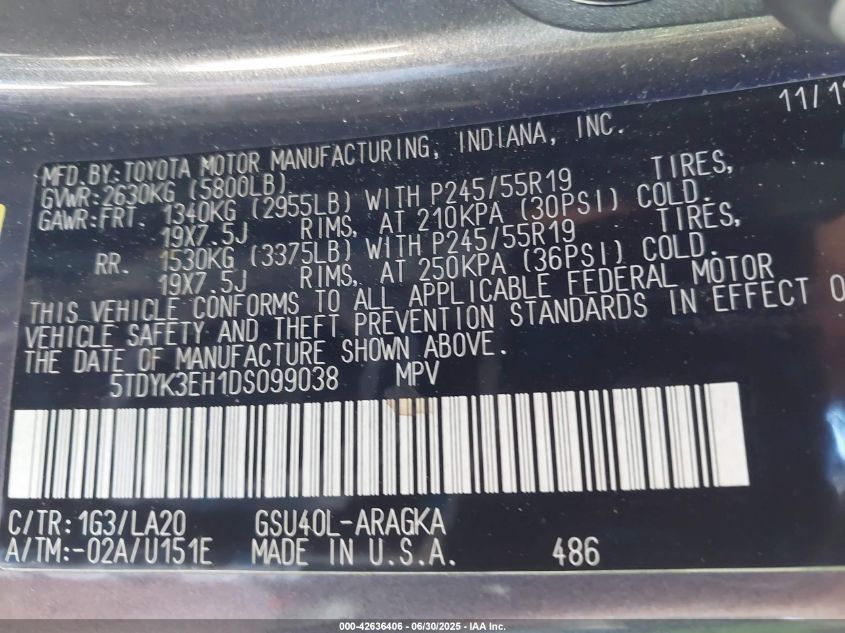 11/1
MFD. BY: TOYOTA MOTOR MANUFACTURING, INDIANA, INC.
GVWR: 2630KG (5800LB)
GAWR: FRT. 1340KG (2955LB) WITH P245/55R19 TIRES,
19X7.5J RIMS, AT 210KPA (30PSI) COLD.
RR. 1530KG (3375LB) WITH P245/55R19 TIRES,
19X7.5J RIMS, AT 250KPA (36PSI) COLD.
THIS VEHICLE CONFORMS TO ALL APPLICABLE FEDERAL MOTOR
VEHICLE SAFETY AND THEFT PREVENTION STANDARDS IN EFFECT O
THE DATE OF MANUFACTURE SHOWN ABOVE.
5TDYK3EH1DS099038 MPV
C/TR: 1G3/LA20 GSU40L-ARAGKA
A/TM: -02A/U151E MADE IN U.S.A. 486
000-42636406 - 06/30/2025 - IAA Inc.